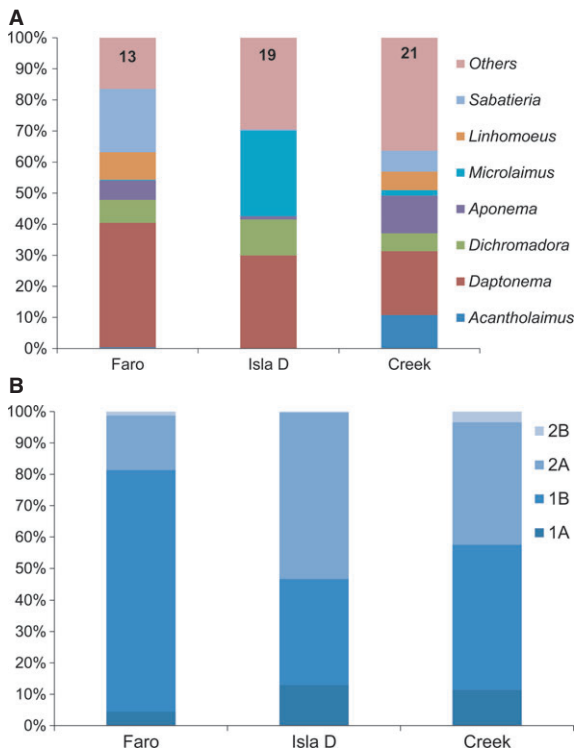 A
100%
90%
80%
70%
60%
50%
40%
30%
20%
10%
0%
13
19
21
Faro
Isla D
Creek
Others
Sabatieria
Linhomoeus
Microlaimus
Aponema
Dichromadora
Daptonema
Acantholaimus
B
100%
90%
80%
70%
60%
50%
40%
30%
20%
10%
0%
Faro
Isla D
Creek
2B
2A
1B
1A